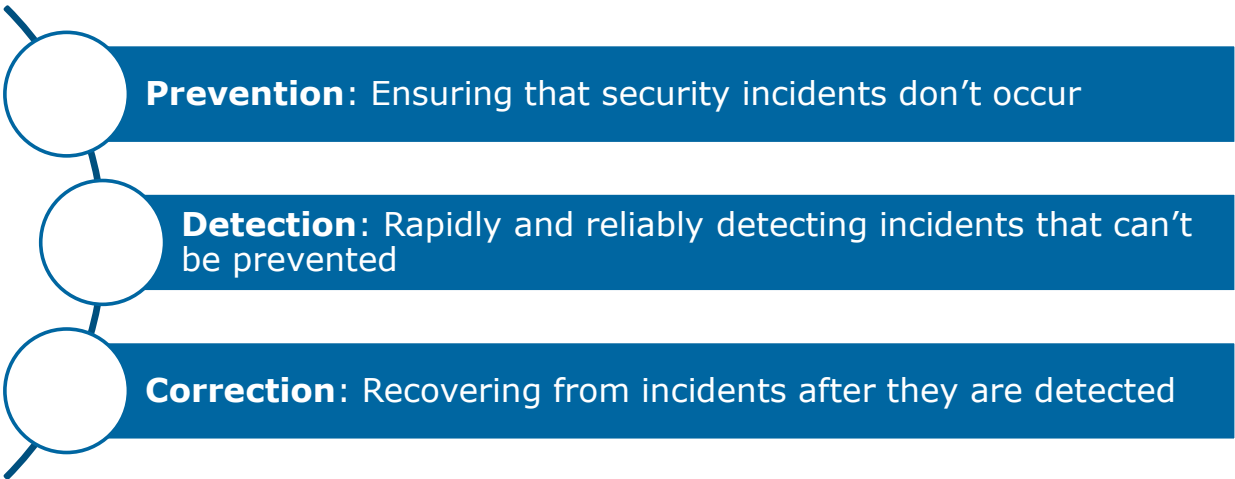 Prevention: Ensuring that security incidents don’t occur
Detection: Rapidly and reliably detecting incidents that can’t
be prevented
Correction: Recovering from incidents after they are detected